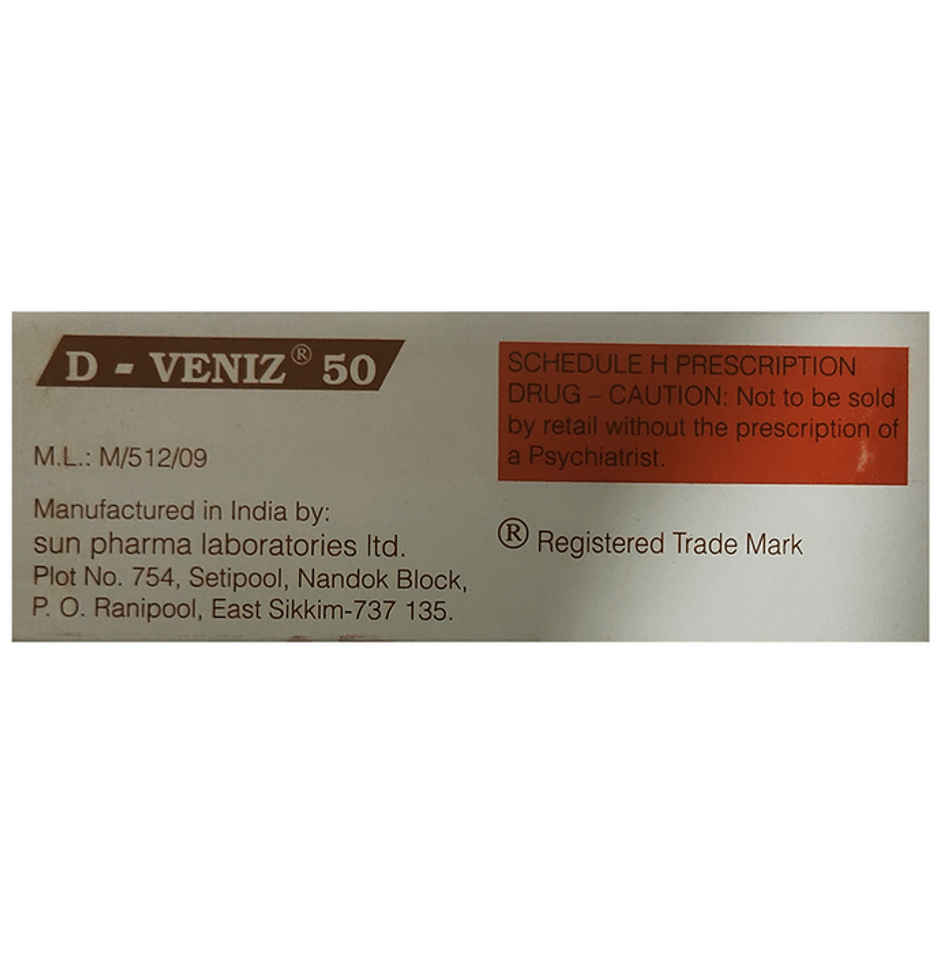 D - VENIZ® 50
M.L.: M/512/09
Manufactured in India by:
sun pharma laboratories ltd.
Plot No. 754, Setipool, Nandok Block,
P. O. Ranipool, East Sikkim-737 135.
SCHEDULE H PRESCRIPTION
DRUG – CAUTION: Not to be sold
by retail without the prescription of
a Psychiatrist.
® Registered Trade Mark